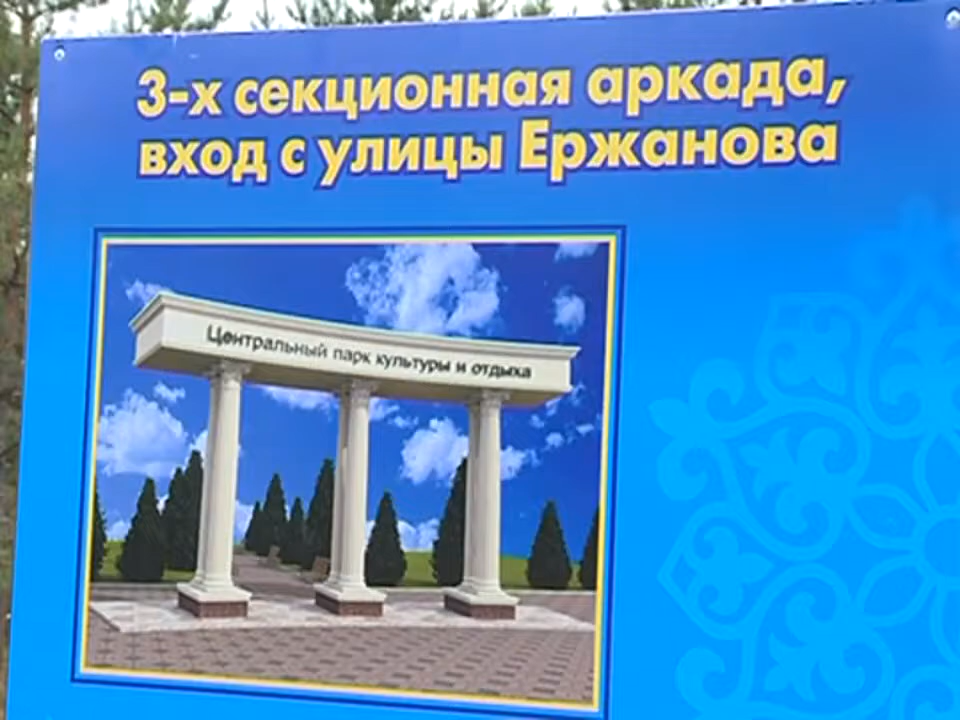 3-х секционная аркада,
вход с улицы Ержанова
Центральный парк культуры и отдыха